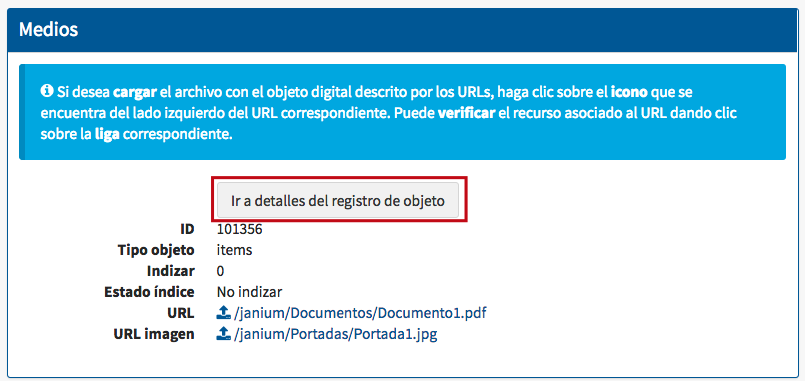 Medios
Si desea cargar el archivo con el objeto digital descrito por los URLs, haga clic sobre el icono que se
encuentra del lado izquierdo del URL correspondiente. Puede verificar el recurso asociado al URL dando clic
sobre la liga correspondiente.
Ir a detalles del registro de objeto
ID 101356
Tipo objeto items
Indizar 0
Estado índice No indizar
URL /janium/Documentos/Documento1.pdf
URL imagen /janium/Portadas/Portada1.jpg